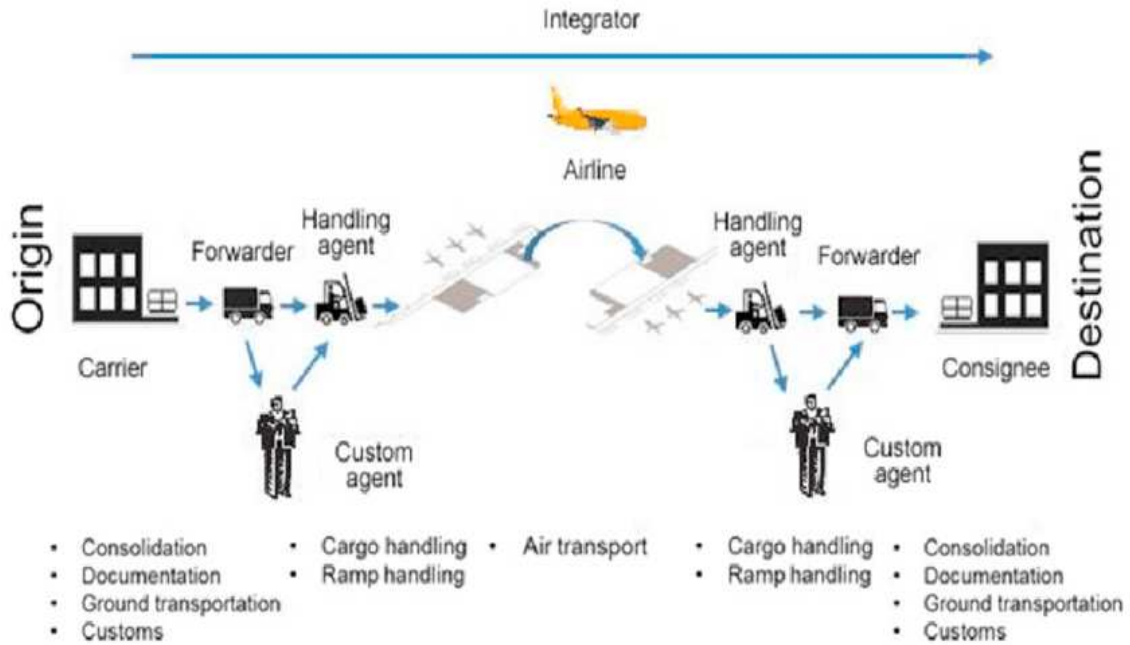 Integrator
Airline
Origin
Carrier
Forwarder
Handling
agent
Custom
agent
Handling
agent
Forwarder
Custom
agent
Consignee
Destination
• Consolidation
• Documentation
• Ground transportation
• Customs
• Cargo handling
• Ramp handling
• Air transport
• Cargo handling
• Ramp handling
• Consolidation
• Documentation
• Ground transportation
• Customs